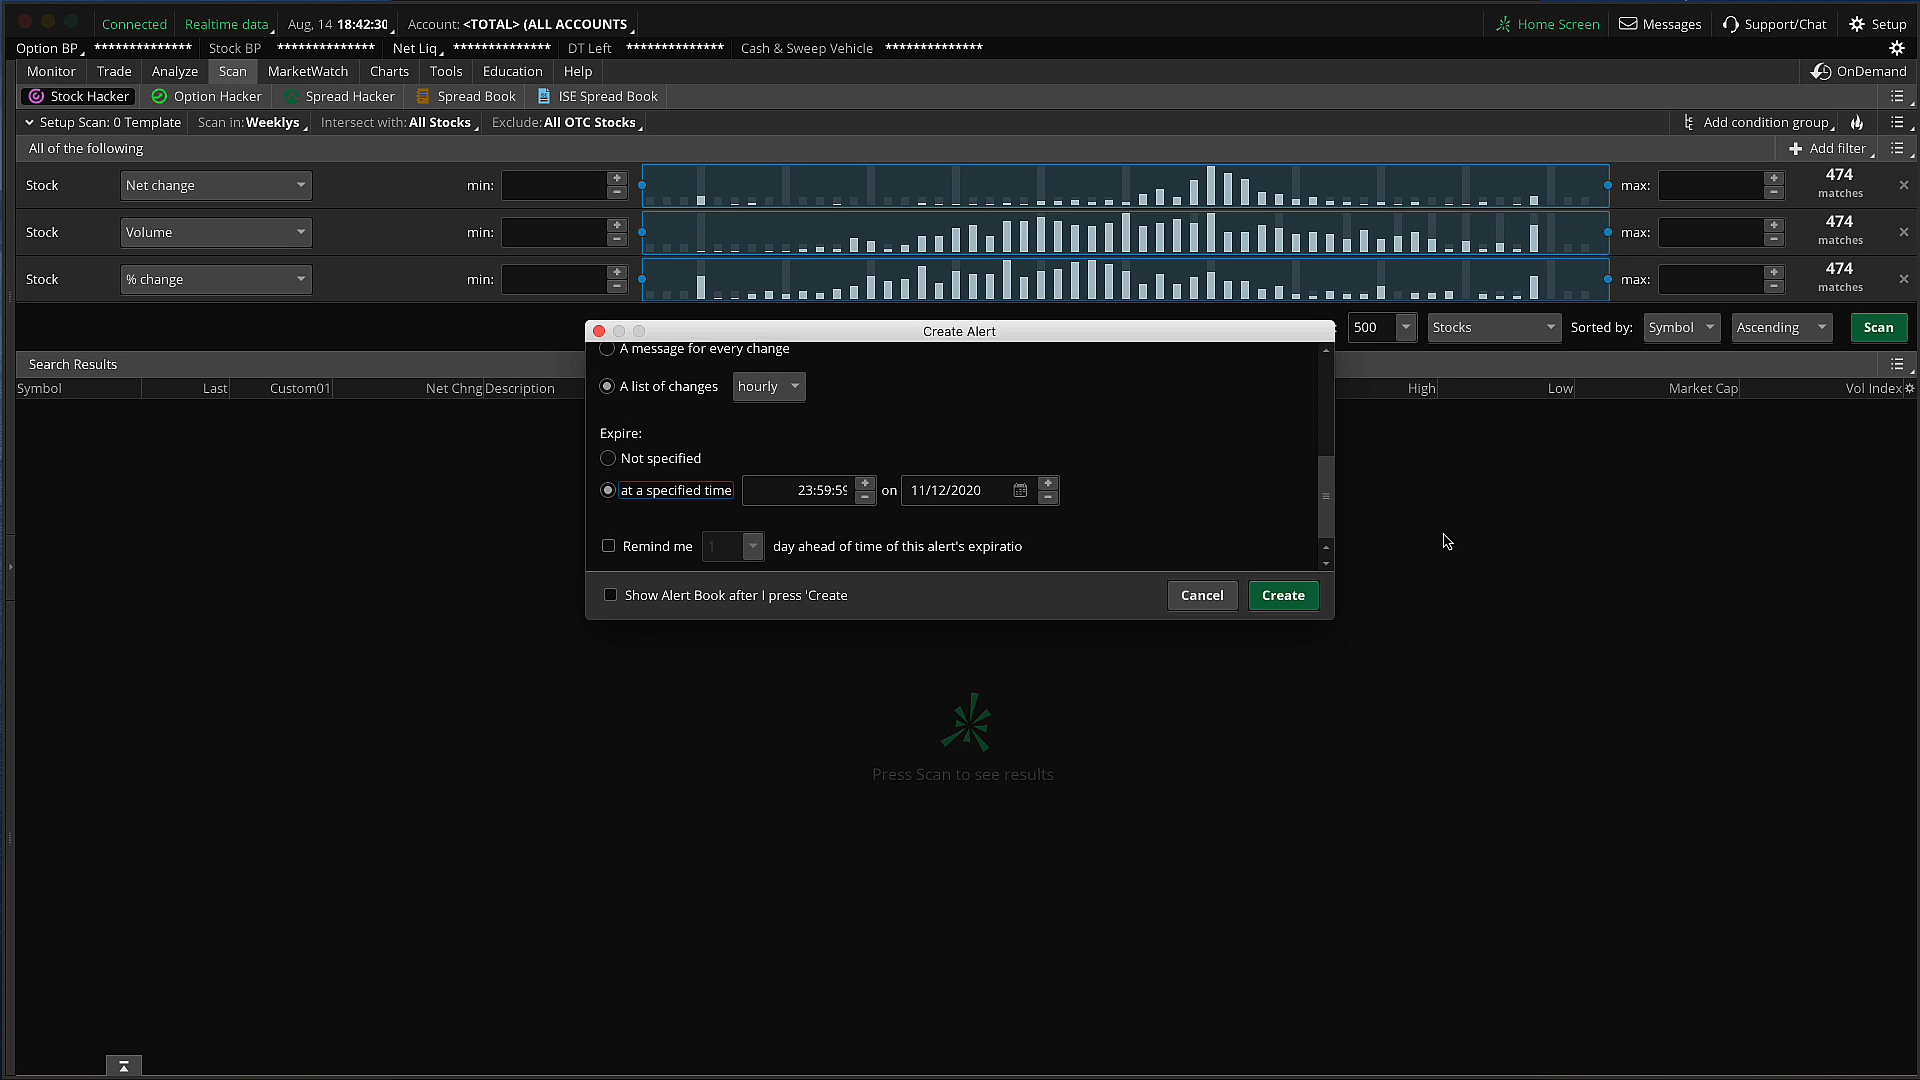 Connected Realtime data Aug, 14 18:42:30 Account: <TOTAL> (ALL ACCOUNTS Home Screen Messages Support/Chat Setup
Option BP ************** Stock BP ************** Net Liq ************** DT Left ************** Cash & Sweep Vehicle **************
Monitor Trade Analyze Scan MarketWatch Charts Tools Education Help OnDemand
Stock Hacker Option Hacker Spread Hacker Spread Book ISE Spread Book
Setup Scan: 0 Template Scan in: Weeklys Intersect with: All Stocks Exclude: All OTC Stocks Add condition group
All of the following Add filter
Stock Net change min: max: 474 matches
Stock Volume min: max: 474 matches
Stock % change min: max: 474 matches
Create Alert
500 Stocks Sorted by: Symbol Ascending Scan
A message for every change
Search Results
Symbol Last Custom01 Net Chng Description High Low Market Cap Vol Index
A list of changes hourly
Expire:
Not specified
at a specified time 23:59:59 on 11/12/2020
Remind me 1 day ahead of time of this alert's expiratio
Show Alert Book after I press 'Create Cancel Create
Press Scan to see results